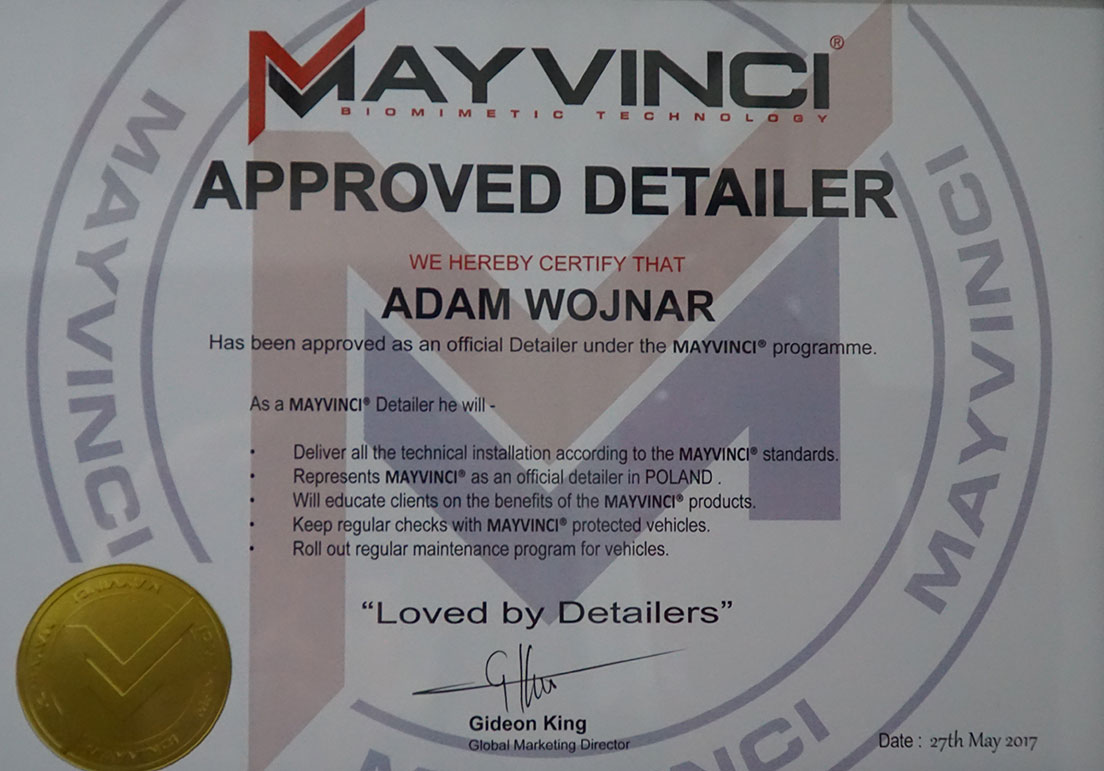 MAYVINCI®
BIOMIMETIC TECHNOLOGY
APPROVED DETAILER
WE HEREBY CERTIFY THAT
ADAM WOJNAR
Has been approved as an official Detailer under the MAYVINCI® programme.
As a MAYVINCI® Detailer he will -
• Deliver all the technical installation according to the MAYVINCI® standards.
• Represents MAYVINCI® as an official detailer in POLAND .
• Will educate clients on the benefits of the MAYVINCI® products.
• Keep regular checks with MAYVINCI® protected vehicles.
• Roll out regular maintenance program for vehicles.
“Loved by Detailers”
Gideon King
Global Marketing Director
Date : 27th May 2017
MAYVINCI
MAYVINCI
MAYVINCI